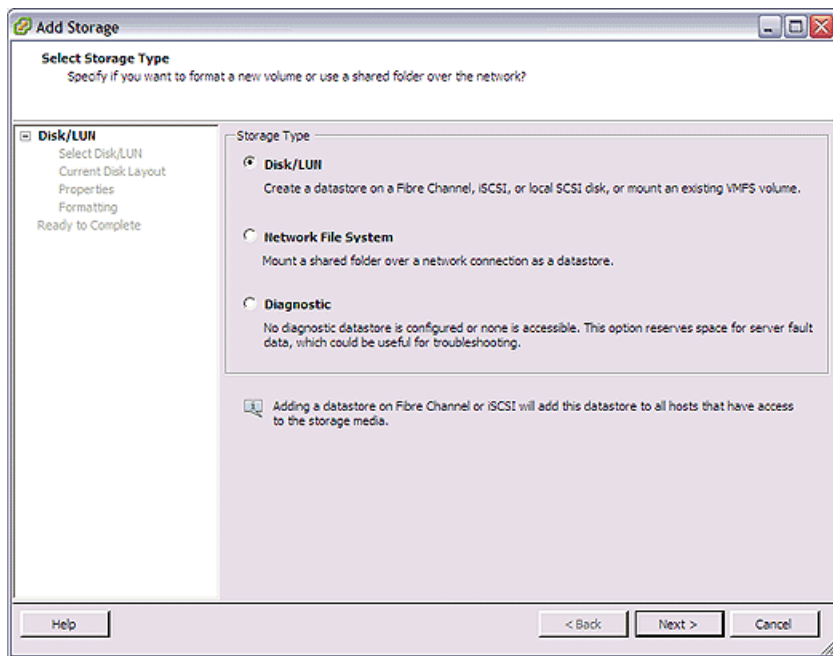 Add Storage
Select Storage Type
Specify if you want to format a new volume or use a shared folder over the network?
Disk/LUN
Select Disk/LUN
Current Disk Layout
Properties
Formatting
Ready to Complete
Storage Type
Disk/LUN
Create a datastore on a Fibre Channel, iSCSI, or local SCSI disk, or mount an existing VMFS volume.
Network File System
Mount a shared folder over a network connection as a datastore.
Diagnostic
No diagnostic datastore is configured or none is accessible. This option reserves space for server fault
data, which could be useful for troubleshooting.
Adding a datastore on Fibre Channel or iSCSI will add this datastore to all hosts that have access
to the storage media.
Help
< Back
Next >
Cancel